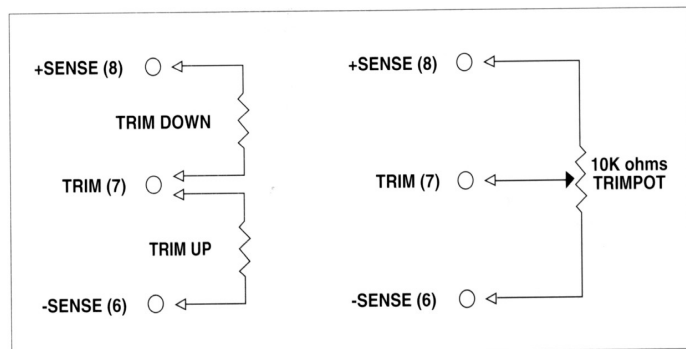 +SENSE (8)
TRIM DOWN
TRIM (7)
TRIM UP
-SENSE (6)
+SENSE (8)
TRIM (7)
10K ohms
TRIMPOT
-SENSE (6)